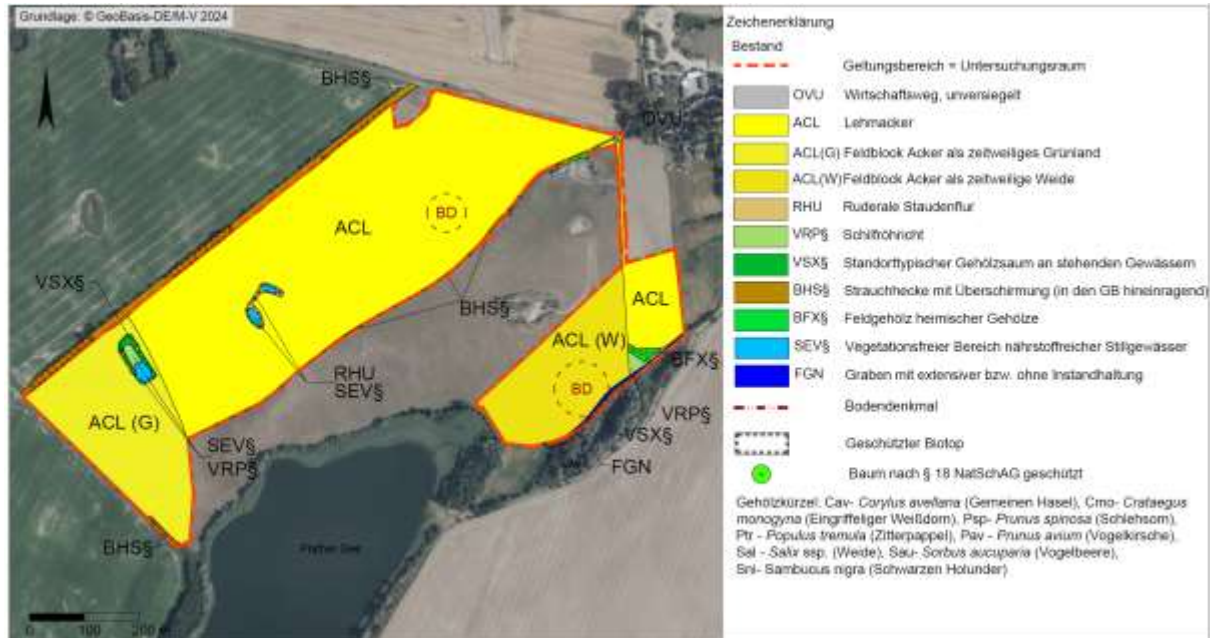 Grundlage: © GeoBasis-DE/M-V 2024
BHS§
OVU
ACL
BD
VSX§
BHS§
ACL
ACL (W)
BFX§
RHU
SEV§
BD
ACL (G)
VRP§
SEV§
VSX§
VRP§
FGN
BHS§
0 100 200 m
Zeichenerklärung
Bestand
Geltungsbereich = Untersuchungsraum
OVU Wirtschaftsweg, unversiegelt
ACL Lehmacker
ACL(G) Feldblock Acker als zeitweiliges Grünland
ACL(W) Feldblock Acker als zeitweilige Weide
RHU Ruderale Staudenflur
VRP§ Schilfröhricht
VSX§ Standorttypischer Gehölzsaum an stehenden Gewässern
BHS§ Strauchhecke mit Überschirmung (in den GB hineinragend)
BFX§ Feldgehölz heimischer Gehölze
SEV§ Vegetationsfreier Bereich nährstoffreicher Stillgewässer
FGN Graben mit extensiver bzw. ohne Instandhaltung
Bodendenkmal
Geschützter Biotop
Baum nach § 18 NatSchAG geschützt
Gehölzkürzel: Cav- Corylus avellana (Gemeinen Hasel), Cmo- Crataegus
monogyna (Eingriffeliger Weißdorn), Psp- Prunus spinosa (Schlehsorn),
Ptr - Populus tremula (Zitterpappel), Pav - Prunus avium (Vogelkirsche),
Sal - Salix ssp. (Weide), Sau- Sorbus aucuparia (Vogelbeere),
Sni- Sambucus nigra (Schwarzen Holunder)